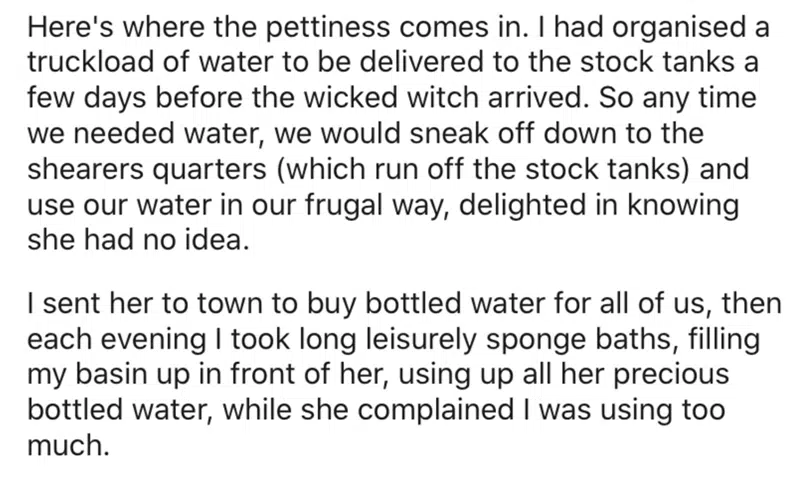 Here's where the pettiness comes in. I had organised a
truckload of water to be delivered to the stock tanks a
few days before the wicked witch arrived. So any time
we needed water, we would sneak off down to the
shearers quarters (which run off the stock tanks) and
use our water in our frugal way, delighted in knowing
she had no idea.
I sent her to town to buy bottled water for all of us, then
each evening I took long leisurely sponge baths, filling
my basin up in front of her, using up all her precious
bottled water, while she complained I was using too
much.